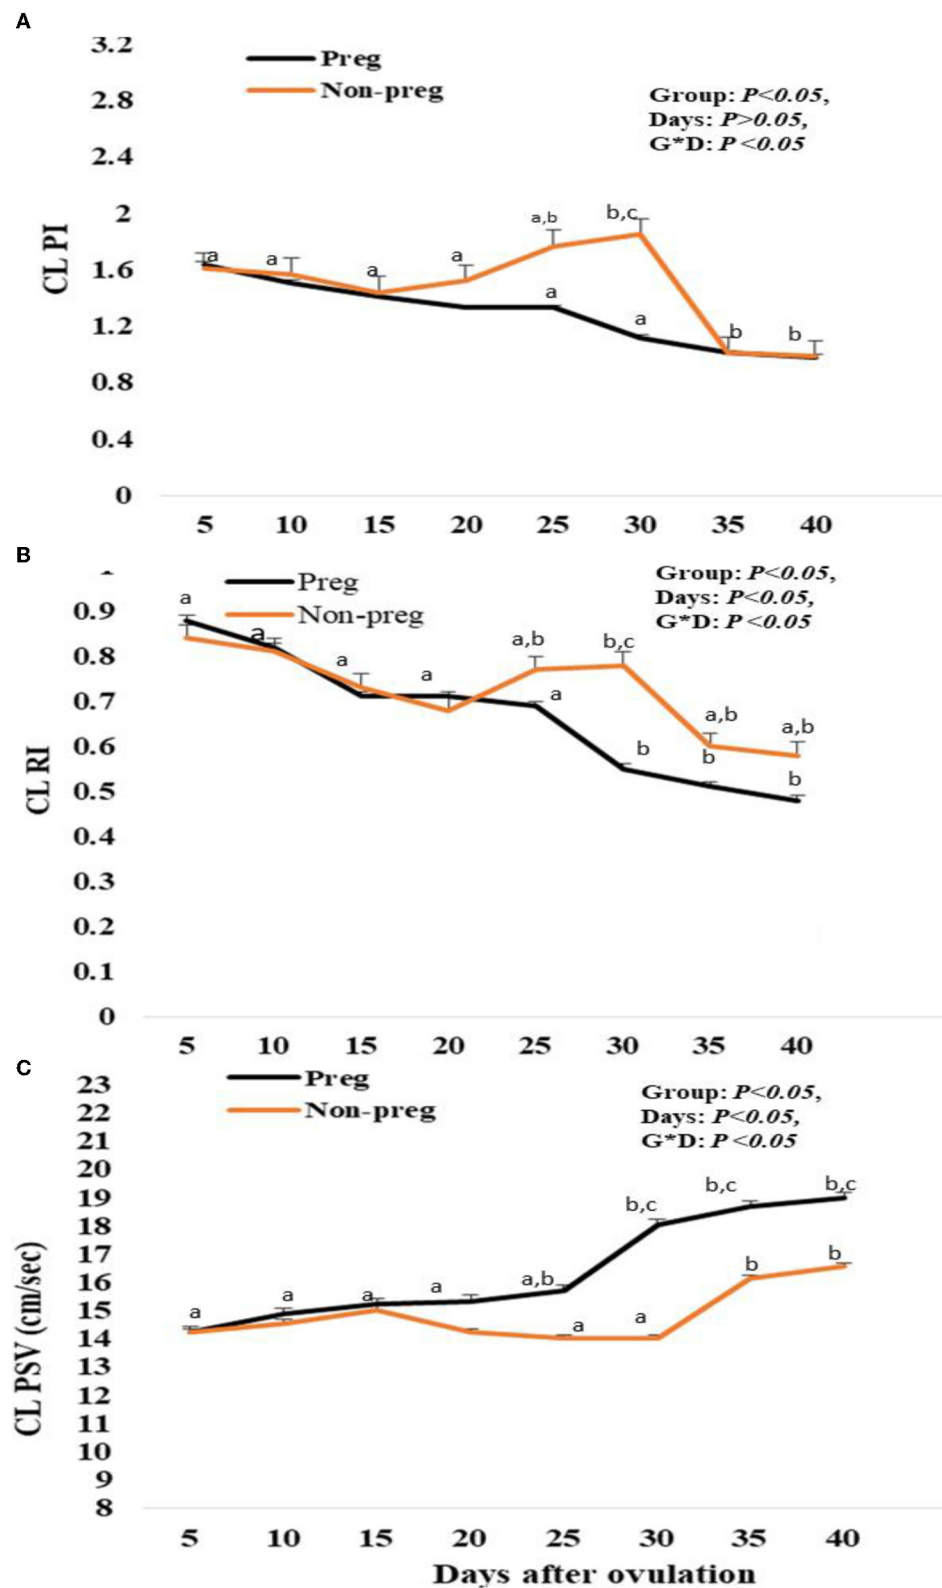 A
3.2
Preg
Non-preg
2.8
Group: P<0.05,
Days: P>0.05,
G*D: P <0.05
2.4
2
a,b
b,c
1.6
a
a
a
a
a
a
1.2
b
b
0.8
0.4
0
CL PI
5 10 15 20 25 30 35 40
B
Preg
Non-preg
Group: P<0.05,
Days: P<0.05,
G*D: P <0.05
a
0.9
a
a,b
b,c
0.8
a
a
a
0.7
a,b
a,b
0.6
b
b
b
0.5
0.4
0.3
0.2
0.1
0
CL RI
5 10 15 20 25 30 35 40
C
Preg
Non-preg
23
Group: P<0.05,
Days: P<0.05,
G*D: P <0.05
22
21
20
19
b,c
b,c
b,c
18
17
b
b
16
a
a
a
a
a,b
15
a
a
14
13
12
11
10
9
8
CL PSV (cm/sec)
5 10 15 20 25 30 35 40
Days after ovulation